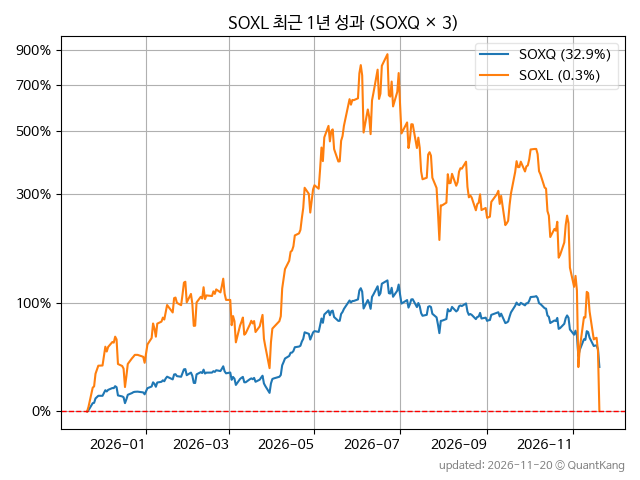 SOXL 최근 1년 성과 (SOXQ × 3)
SOXQ (32.9%)
SOXL (0.3%)
900%
700%
500%
300%
100%
0%
2026-01 2026-03 2026-05 2026-07 2026-09 2026-11
updated: 2026-11-20 © QuantKang